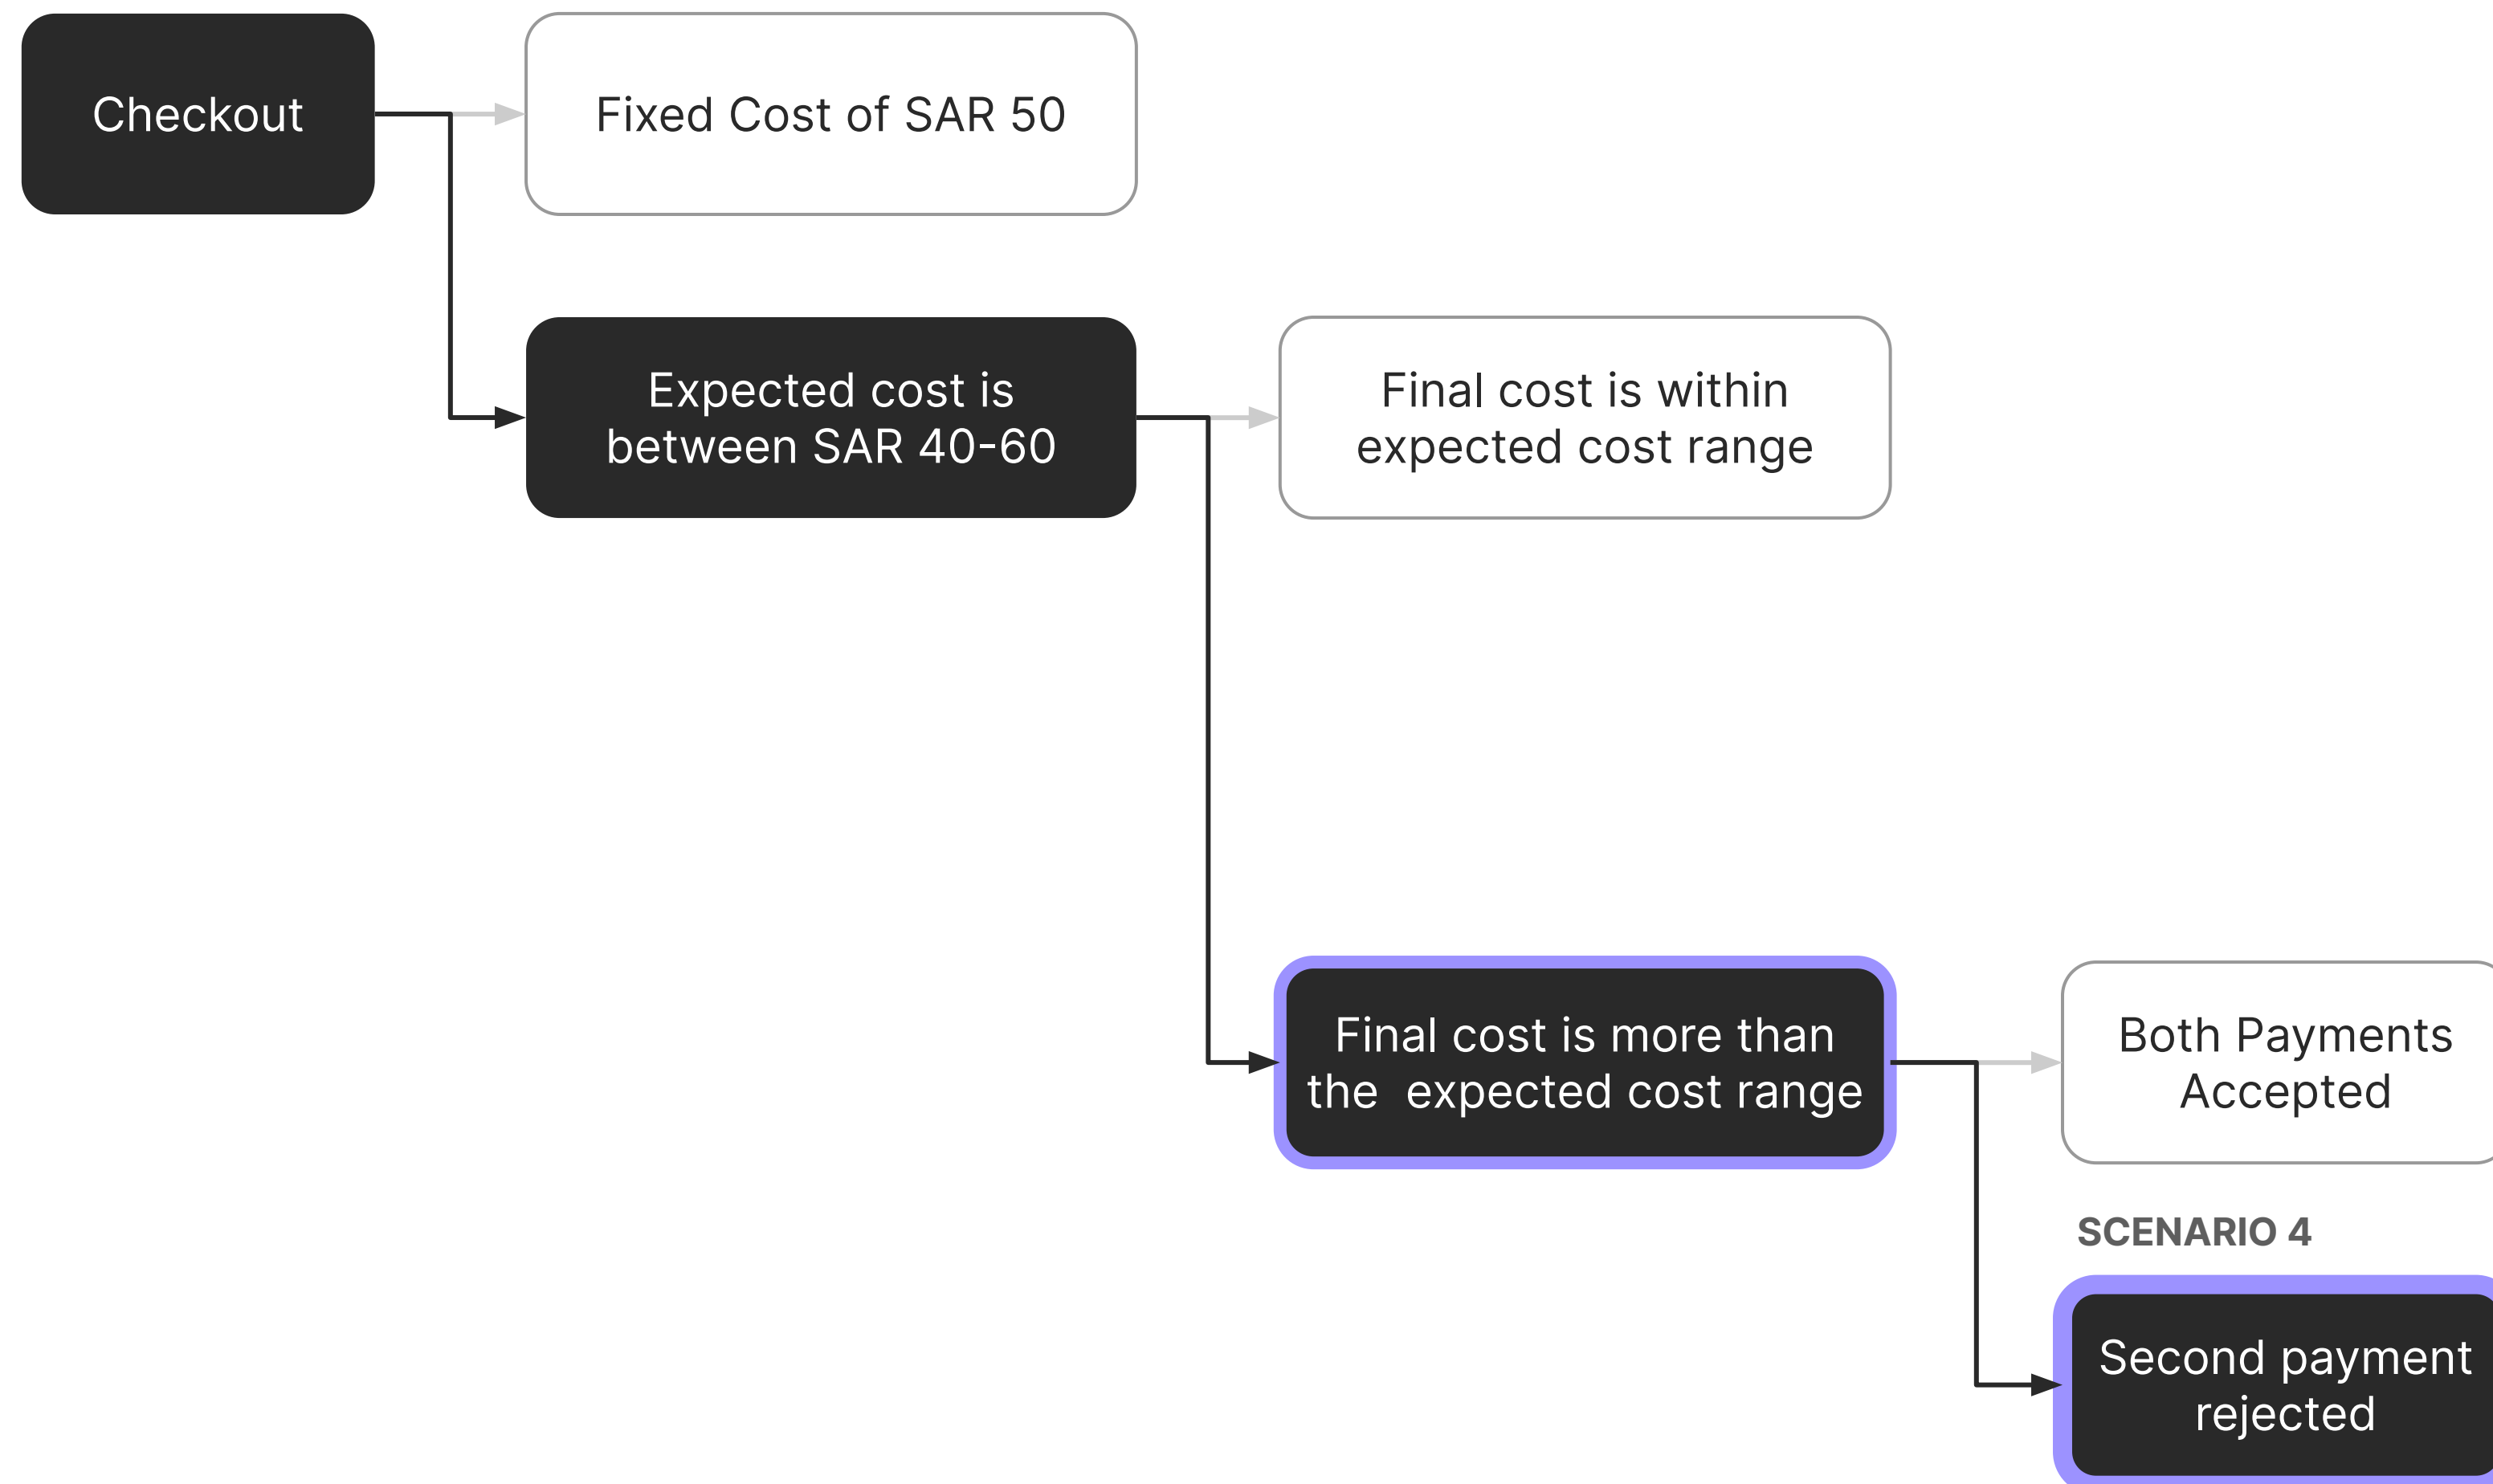 Checkout
Fixed Cost of SAR 50
Expected cost is
between SAR 40-60
Final cost is within
expected cost range
Final cost is more than
the  expected cost range
Both Payments
Accepted
SCENARIO 4
Second payment
rejected